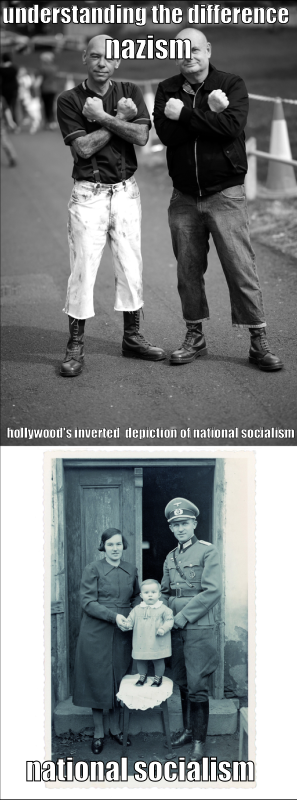 understanding the difference
nazism
hollywood's inverted depiction of national socialism
national socialism